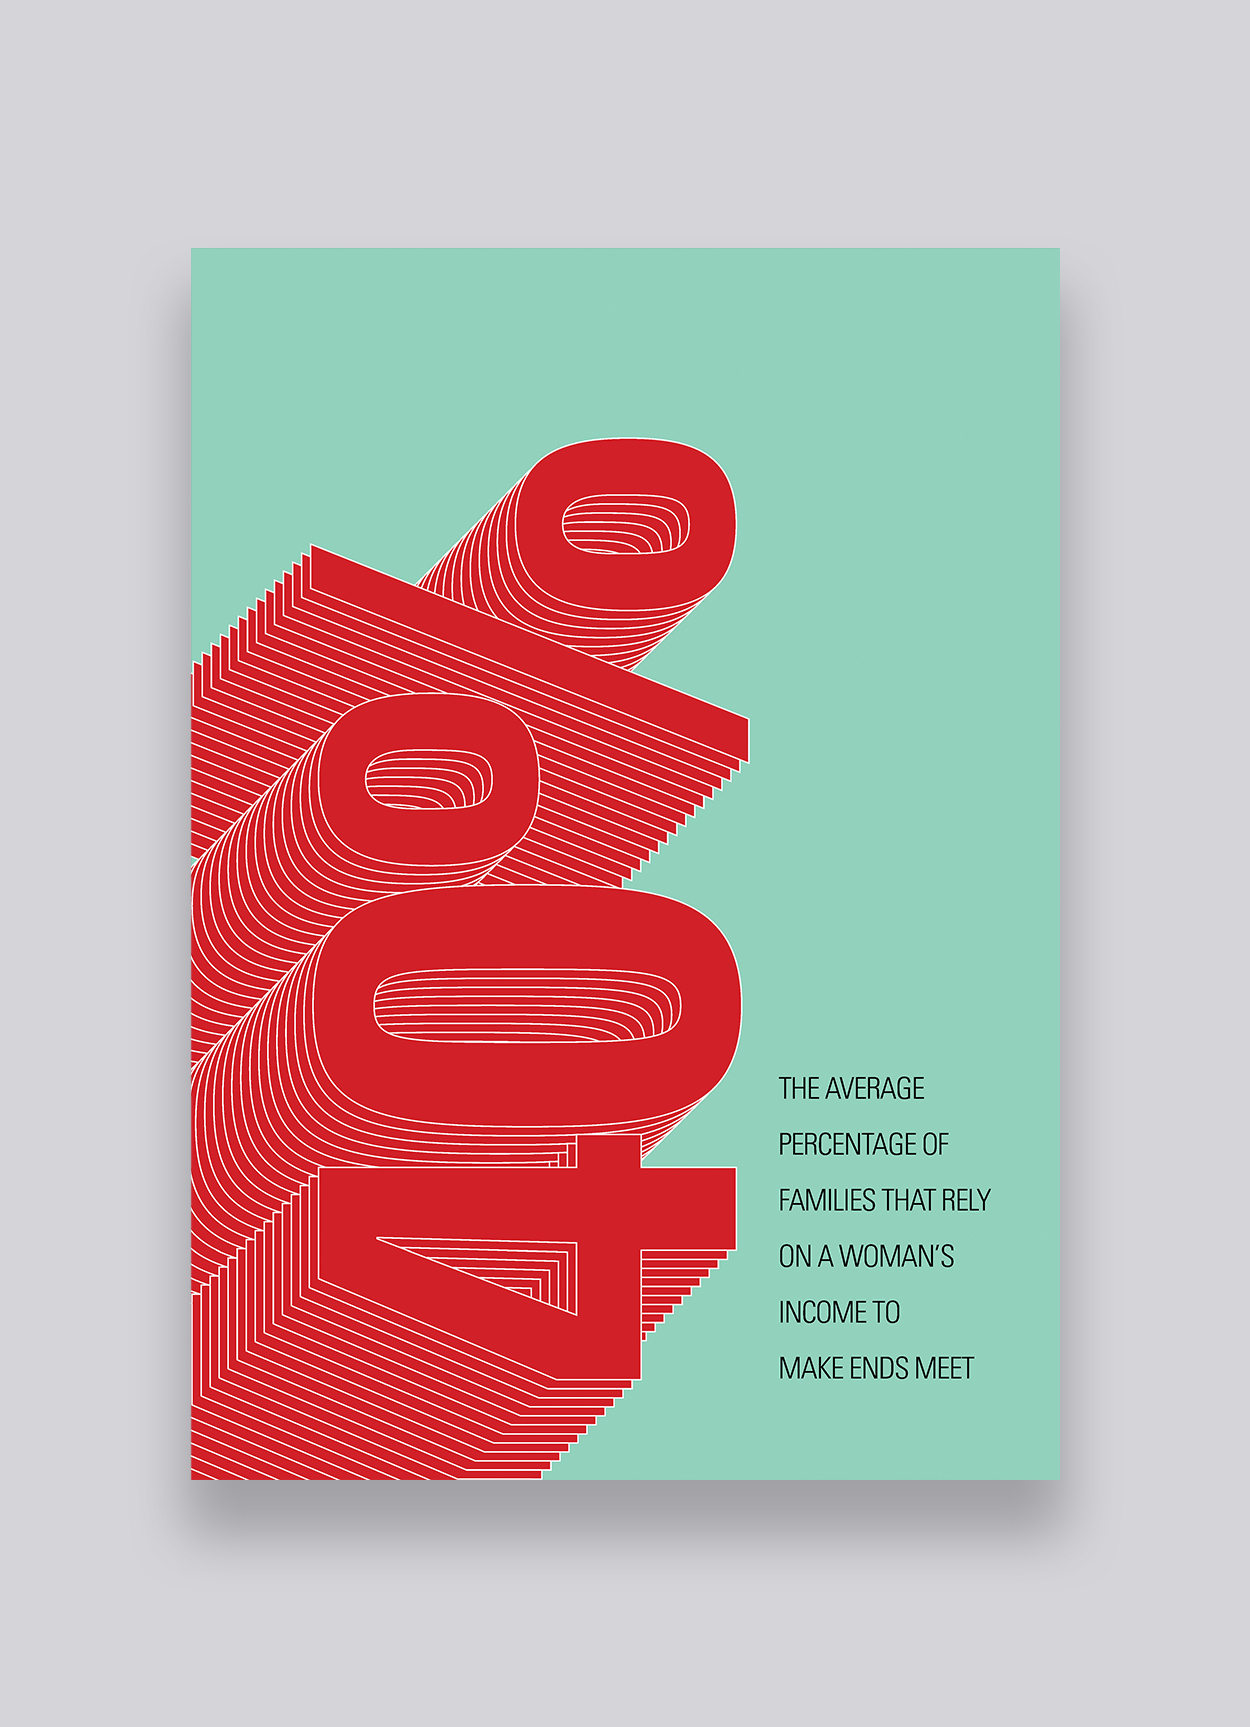 40%
THE AVERAGE
PERCENTAGE OF
FAMILIES THAT RELY
ON A WOMAN'S
INCOME TO
MAKE ENDS MEET